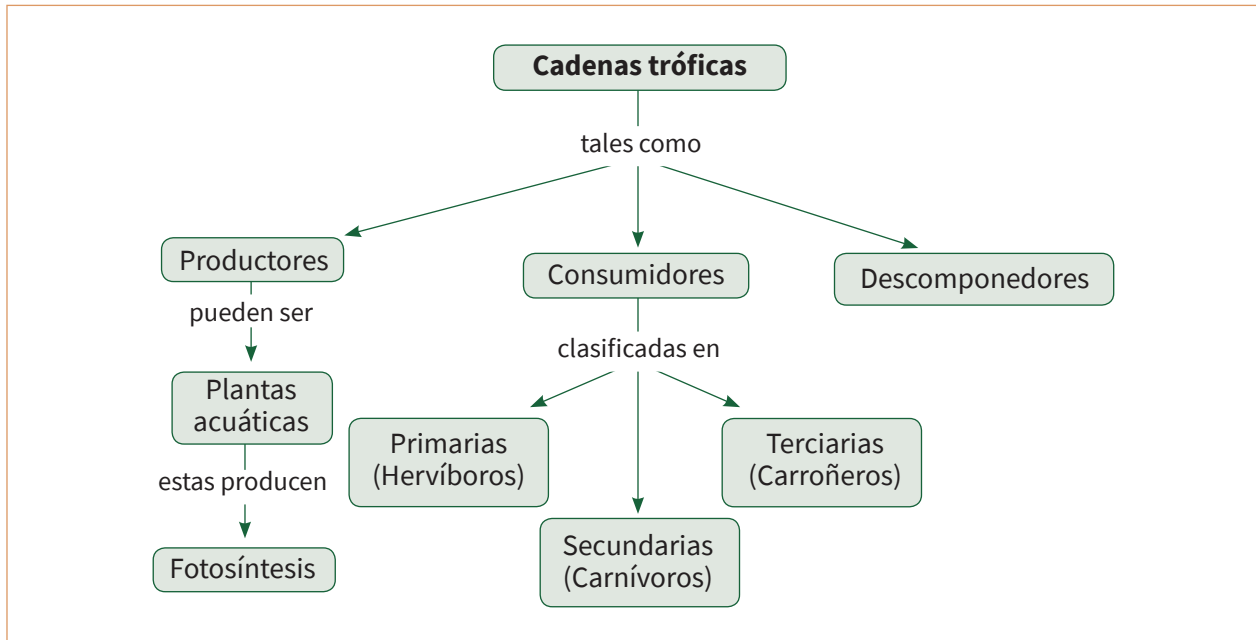 Cadenas tróficas
tales como
Productores
Consumidores
Descomponedores
pueden ser
clasificadas en
Plantas
acuáticas
Primarias
(Hervíboros)
Terciarias
(Carroñeros)
estas producen
Secundarias
(Carnívoros)
Fotosíntesis